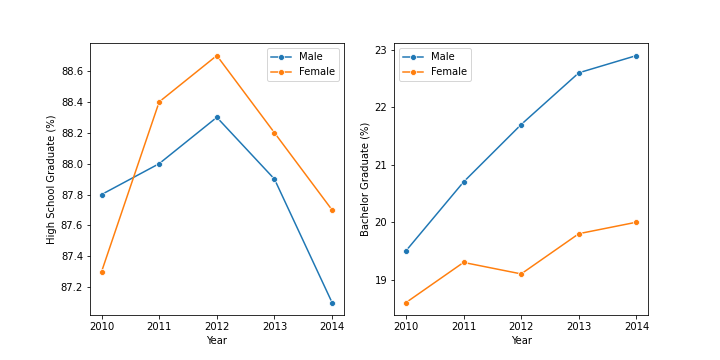 High School Graduate (%)
88.6
88.4
88.2
88.0
87.8
87.6
87.4
87.2
Male
Female
2010 2011 2012 2013 2014
Year
Bachelor Graduate (%)
23
22
21
20
19
Male
Female
2010 2011 2012 2013 2014
Year